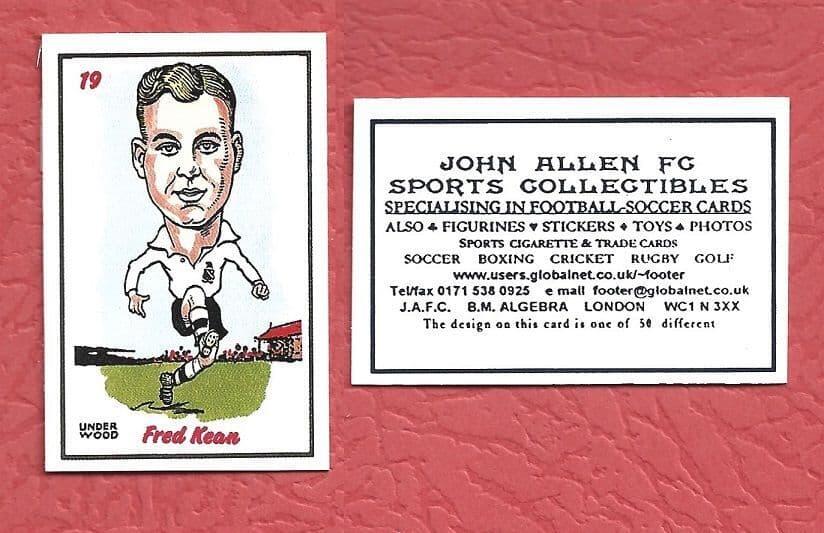 19
UNDER
WOOD
Fred Kean
JOHN ALLEN FC
SPORTS COLLECTIBLES
SPECIALISING IN FOOTBALL-SOCCER CARDS
ALSO ♣ FIGURINES ♥ STICKERS ♦ TOYS ♠ PHOTOS
SPORTS CIGARETTE & TRADE CARDS
SOCCER BOXING CRICKET RUGBY GOLF
www.users.globalnet.co.uk/~footer
Tel/fax 0171 538 0925 e mail footer@globalnet.co.uk
J.A.F.C. B.M. ALGEBRA LONDON WC1 N 3XX
The design on this card is one of 50 different